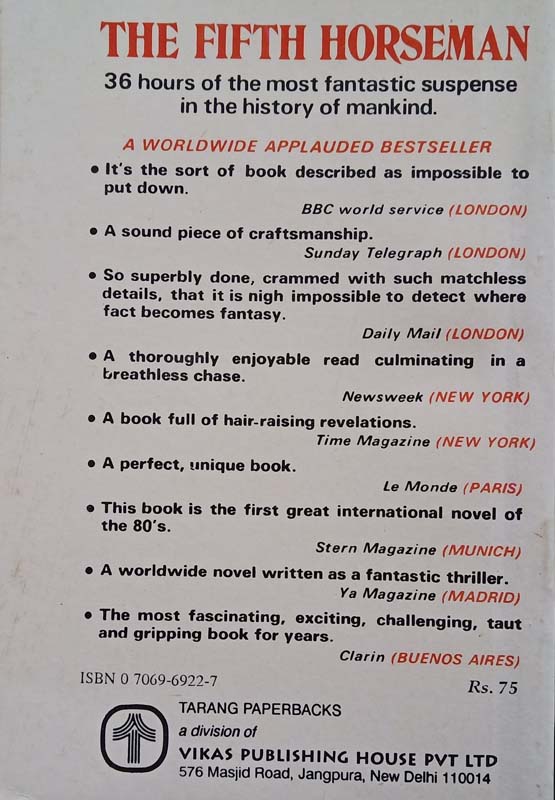 THE FIFTH HORSEMAN
36 hours of the most fantastic suspense
in the history of mankind.
A WORLDWIDE APPLAUDED BESTSELLER
• It's the sort of book described as impossible to
put down.
BBC world service (LONDON)
• A sound piece of craftsmanship.
Sunday Telegraph (LONDON)
• So superbly done, crammed with such matchless
details, that it is nigh impossible to detect where
fact becomes fantasy.
Daily Mail (LONDON)
• A thoroughly enjoyable read culminating in a
breathless chase.
Newsweek (NEW YORK)
• A book full of hair-raising revelations.
Time Magazine (NEW YORK)
• A perfect, unique book.
Le Monde (PARIS)
• This book is the first great international novel of
the 80's.
Stern Magazine (MUNICH)
• A worldwide novel written as a fantastic thriller.
Ya Magazine (MADRID)
• The most fascinating, exciting, challenging, taut
and gripping book for years.
Clarin (BUENOS AIRES)
ISBN 0 7069-6922-7
Rs. 75
TARANG PAPERBACKS
a division of
VIKAS PUBLISHING HOUSE PVT LTD
576 Masjid Road, Jangpura, New Delhi 110014